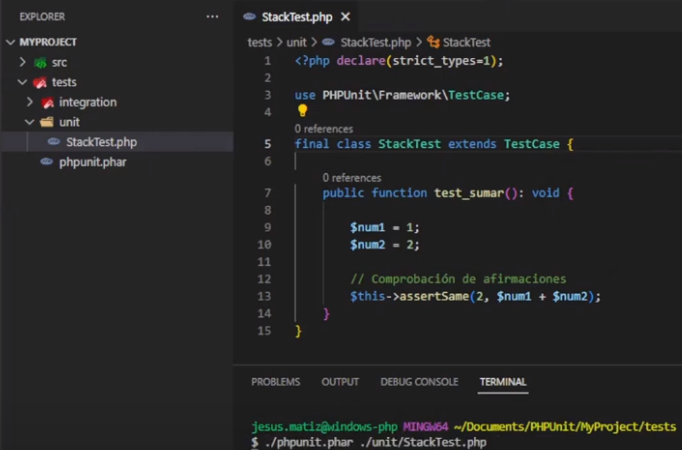 EXPLORER
MYPROJECT
src
tests
integration
unit
StackTest.php
phpunit.phar
StackTest.php
tests > unit > StackTest.php > StackTest
1 <?php declare(strict_types=1);
2
3 use PHPUnit\Framework\TestCase;
4
0 references
5 final class StackTest extends TestCase {
6
0 references
7 public function test_sumar(): void {
8
9 $num1 = 1;
10 $num2 = 2;
11
12 // Comprobación de afirmaciones
13 $this->assertSame(2, $num1 + $num2);
14 }
15 }
PROBLEMS OUTPUT DEBUG CONSOLE TERMINAL
jesus.matiz@windows-php MINGW64 ~/Documents/PHPUnit/MyProject/tests
$ ./phpunit.phar ./unit/StackTest.php